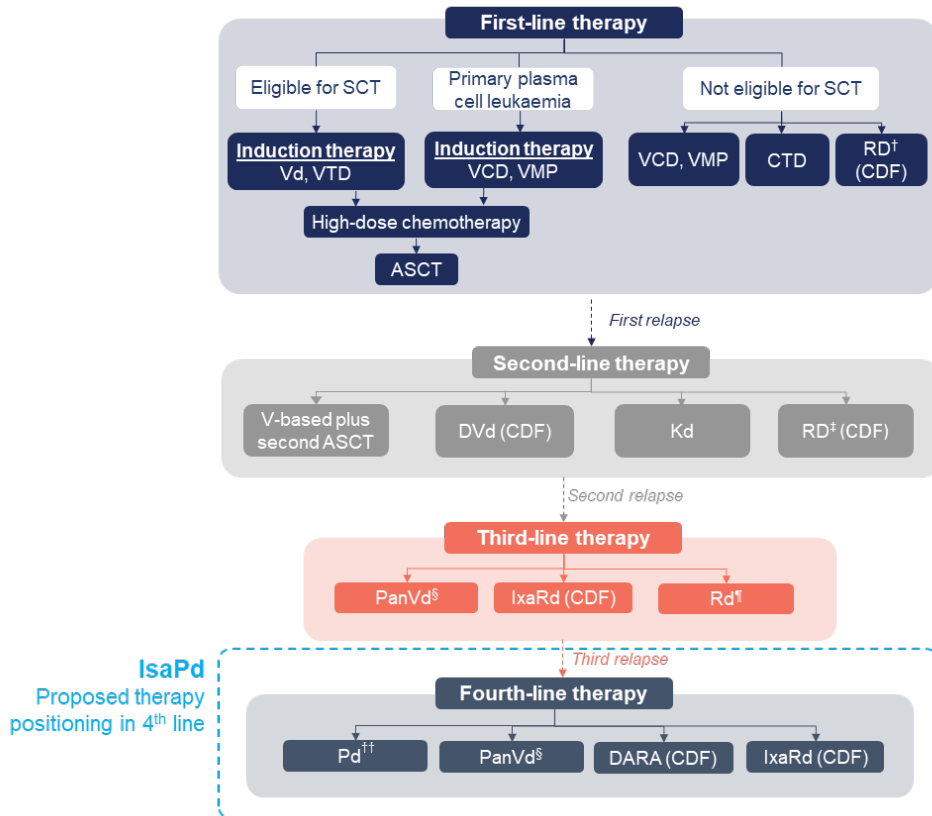 First-line therapy
Eligible for SCT
Primary plasma
cell leukaemia
Not eligible for SCT
Induction therapy
Vd, VTD
Induction therapy
VCD, VMP
VCD, VMP
CTD
RD†
(CDF)
High-dose chemotherapy
ASCT
First relapse
Second-line therapy
V-based plus
second ASCT
DVd (CDF)
Kd
RD‡ (CDF)
Second relapse
Third-line therapy
PanVd§
IxaRd (CDF)
Rd¶
Third relapse
IsaPd
Proposed therapy
positioning in 4th line
Fourth-line therapy
Pd††
PanVd§
DARA (CDF)
IxaRd (CDF)